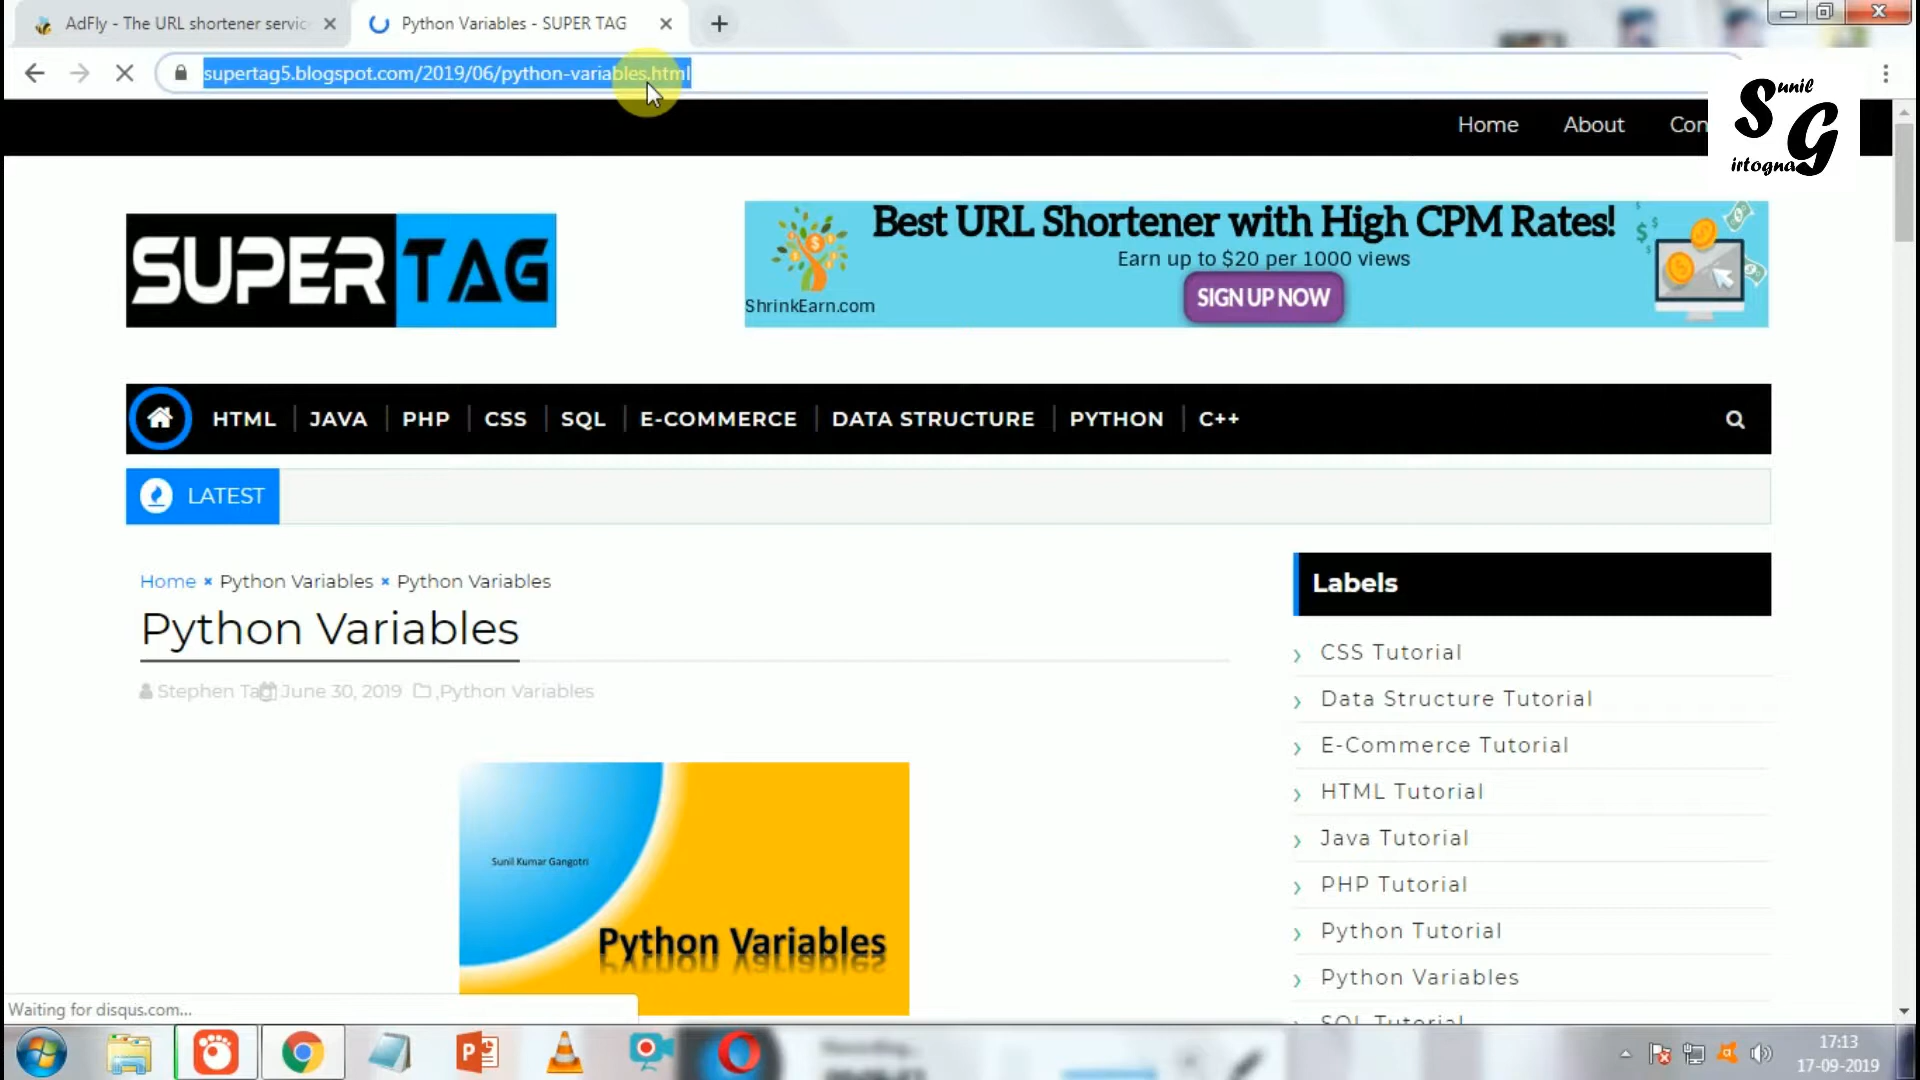 AdFly - The URL shortener servic
Python Variables - SUPER TAG
supertag5.blogspot.com/2019/06/python-variables.html
Home About Con
Sunil
Girtogna
SUPER TAG
Best URL Shortener with High CPM Rates!
Earn up to $20 per 1000 views
SIGN UP NOW
ShrinkEarn.com
HTML JAVA PHP CSS SQL E-COMMERCE DATA STRUCTURE PYTHON C++
LATEST
Home × Python Variables × Python Variables
Python Variables
Stephen Tag June 30, 2019 ,Python Variables
Sunil Kumar Gangotri
Python Variables
Labels
CSS Tutorial
Data Structure Tutorial
E-Commerce Tutorial
HTML Tutorial
Java Tutorial
PHP Tutorial
Python Tutorial
Python Variables
SQL Tutorial
Waiting for disqus.com...
17:13
17-09-2019